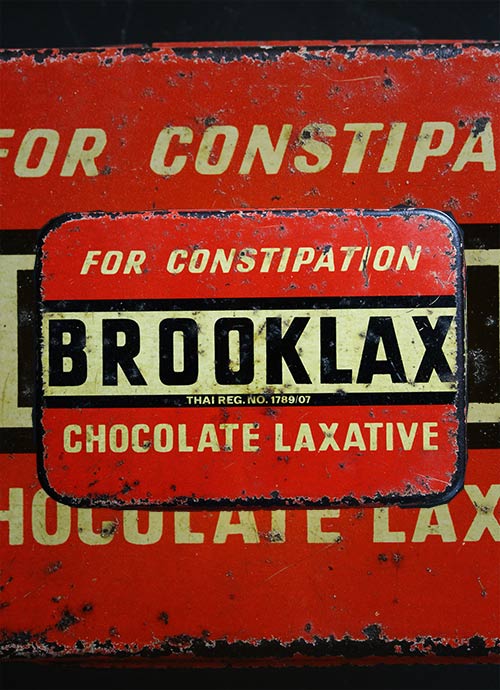 FOR CONSTIPA
FOR CONSTIPATION
BROOKLAX
THAI REG. NO. 1789/07
CHOCOLATE LAXATIVE
HOCOLATE LAX